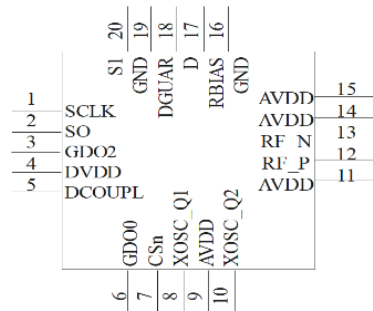 20 19 18 17 16
S1 GND DGUAR D RBIAS GND
1 SCLK
2 SO
3 GDO2
4 DVDD
5 DCOUPL
AVDD 15
AVDD 14
RF_N 13
RF_P 12
AVDD 11
GDO0 CSn XOSC_Q1 AVDD XOSC_Q2
6 7 8 9 10